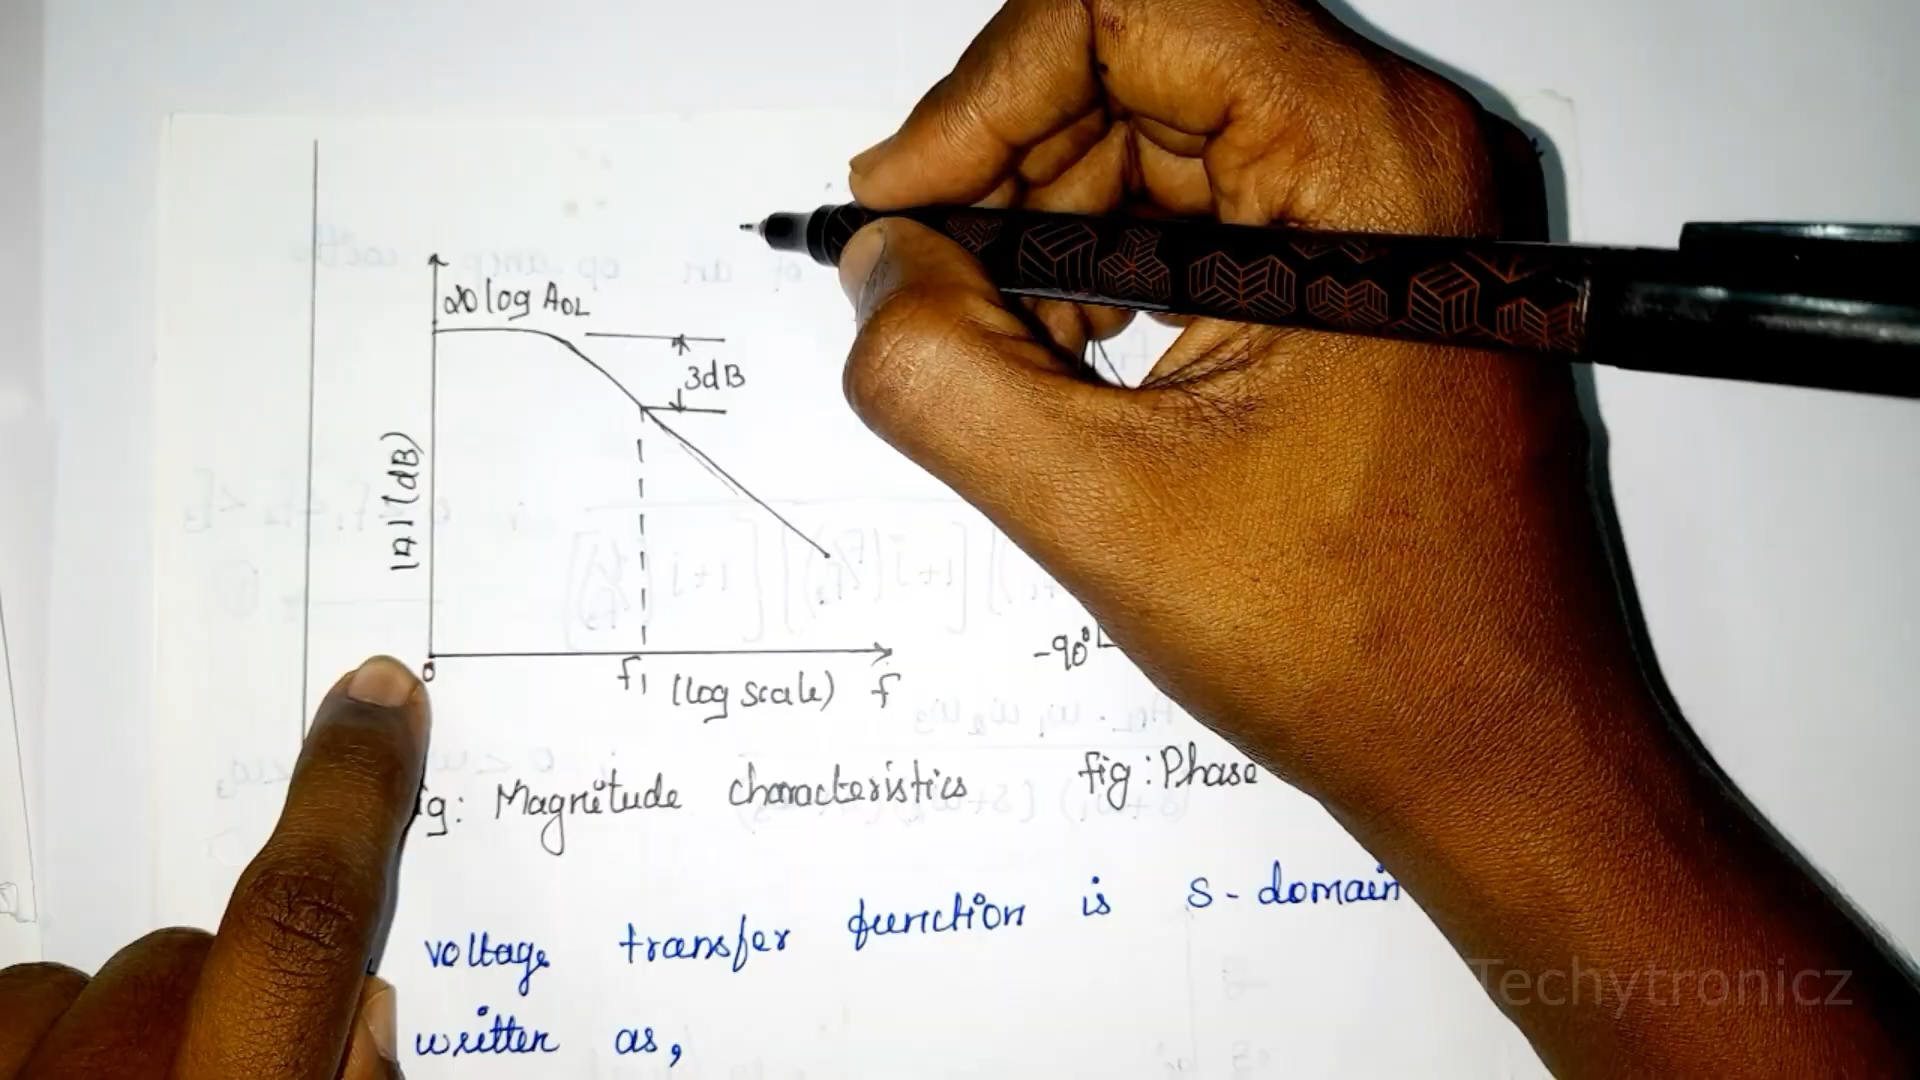 20 log AOL
3dB
|A| (dB)
-90°
0
f1 (log scale) f
ig: Magnitude characteristics
fig: Phase
voltage transfer function is s-domain
written as,
Techytronicz